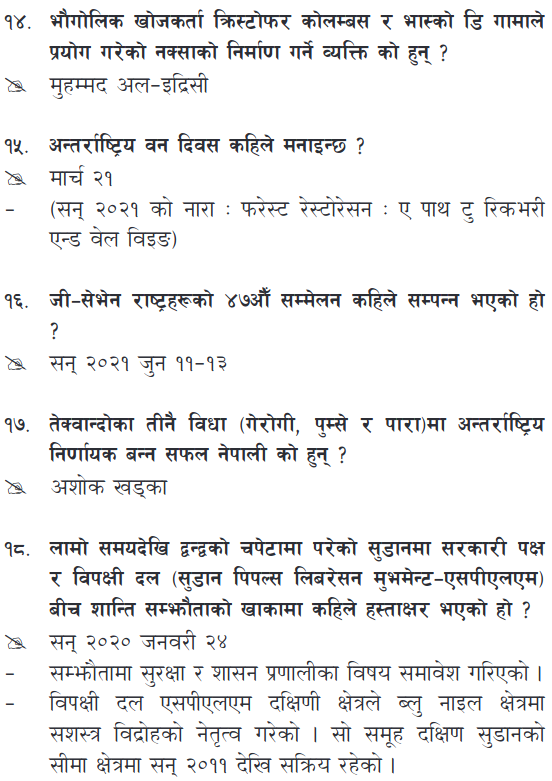 १४. भौगोलिक खोजकर्ता क्रिस्टोफर कोलम्बस र भास्को डि गामाले
प्रयोग गरेको नक्साको निर्माण गर्ने व्यक्ति को हुन् ?
मुहम्मद अल-इद्रिसी
१५. अन्तर्राष्ट्रिय वन दिवस कहिले मनाइन्छ ?
मार्च २१
- (सन् २०२१ को नारा : फरेस्ट रेस्टोरेसन : ए पाथ टु रिकभरी
एन्ड वेल विइङ)
१६. जी-सेभेन राष्ट्रहरूको ४७औँ सम्मेलन कहिले सम्पन्न भएको हो
?
सन् २०२१ जुन ११-१३
१७. तेक्वान्दोका तीनै विधा (गेरोगी, पुम्से र पारा)मा अन्तर्राष्ट्रिय
निर्णायक बन्न सफल नेपाली को हुन् ?
अशोक खड्का
१८. लामो समयदेखि द्वन्द्वको चपेटामा परेको सुडानमा सरकारी पक्ष
र विपक्षी दल (सुडान पिपल्स लिबरेसन मुभमेन्ट-एसपीएलएम)
बीच शान्ति सम्झौताको खाकामा कहिले हस्ताक्षर भएको हो ?
सन् २०२० जनवरी २४
- सम्झौतामा सुरक्षा र शासन प्रणालीका विषय समावेश गरिएको ।
- विपक्षी दल एसपीएलएम दक्षिणी क्षेत्रले ब्लु नाइल क्षेत्रमा
सशस्त्र विद्रोहको नेतृत्व गरेको । सो समूह दक्षिण सुडानको
सीमा क्षेत्रमा सन् २०११ देखि सक्रिय रहेको ।